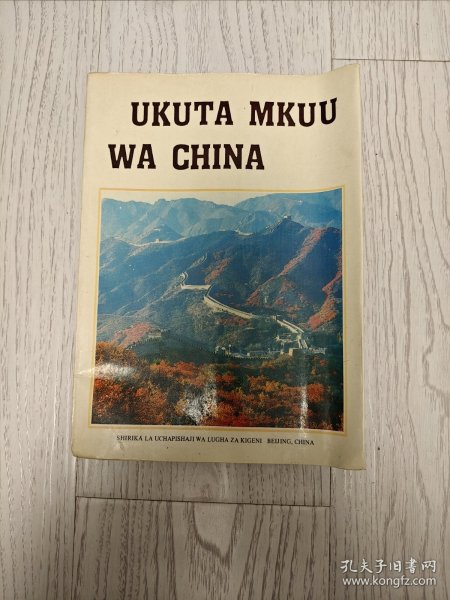 UKUTA MKUU
WA CHINA
SHIRIKA LA UCHAPISHAJI WA LUGHA ZA KIGENI BEIJING, CHINA
孔夫子旧书网
www.kongfz.com